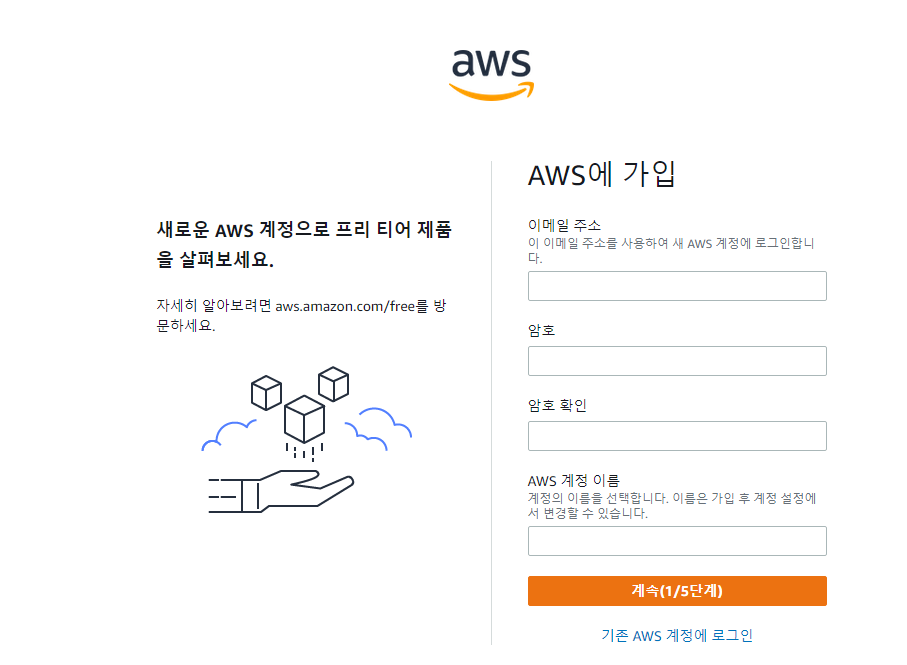 aws
새로운 AWS 계정으로 프리 티어 제품
을 살펴보세요.
자세히 알아보려면 aws.amazon.com/free를 방
문하세요.
AWS에 가입
이메일 주소
이 이메일 주소를 사용하여 새 AWS 계정에 로그인합니
다.
암호
암호 확인
AWS 계정 이름
계정의 이름을 선택합니다. 이름은 가입 후 계정 설정에
서 변경할 수 있습니다.
계속(1/5단계)
기존 AWS 계정에 로그인